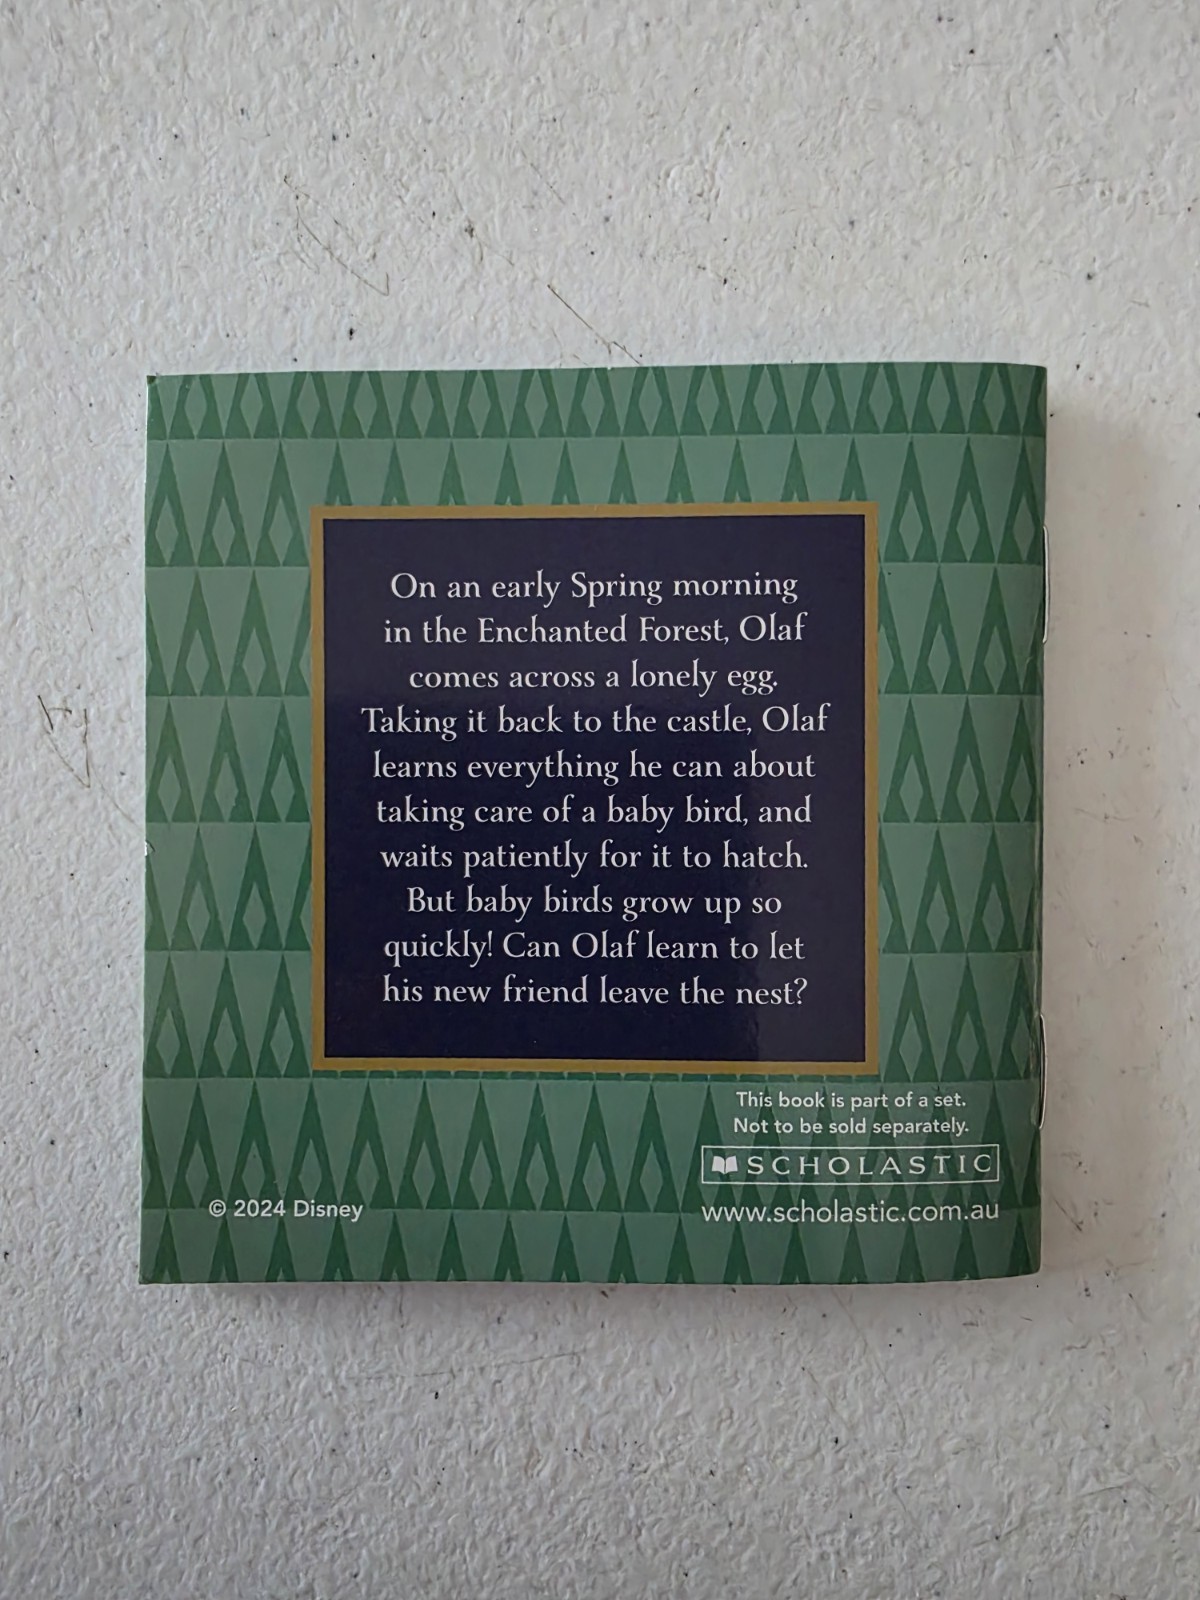 On an early Spring morning
in the Enchanted Forest, Olaf
comes across a lonely egg.
Taking it back to the castle, Olaf
learns everything he can about
taking care of a baby bird, and
waits patiently for it to hatch.
But baby birds grow up so
quickly! Can Olaf learn to let
his new friend leave the nest?
This book is part of a set.
Not to be sold separately.
SCHOLASTIC
© 2024 Disney
www.scholastic.com.au